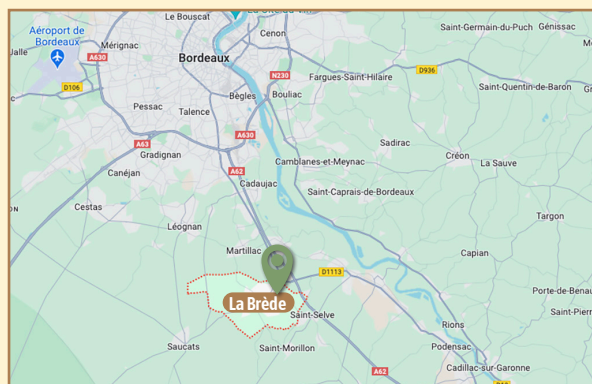 Le Bouscat
Saint-Germain-du-Puch
Génissac
Cenon
Aéroport de
Bordeaux
Mérignac
A630
Bordeaux
N230
Fargues-Saint-Hilaire
D936
D106
Bègles
Bouliac
Saint-Quentin-de-Baron
Pessac
Talence
A630
A63
Sadirac
Gradignan
Camblanes-et-Meynac
Créon
La Sauve
Canéjan
A62
Cadaujac
Saint-Caprais-de-Bordeaux
Cestas
Targon
Léognan
Martillac
Capian
D1113
La Brède
Porte-de-Benau
Saint-Selve
Saint-Pierr
Rions
Saucats
Saint-Morillon
Podensac
A62
Cadillac-sur-Garonne